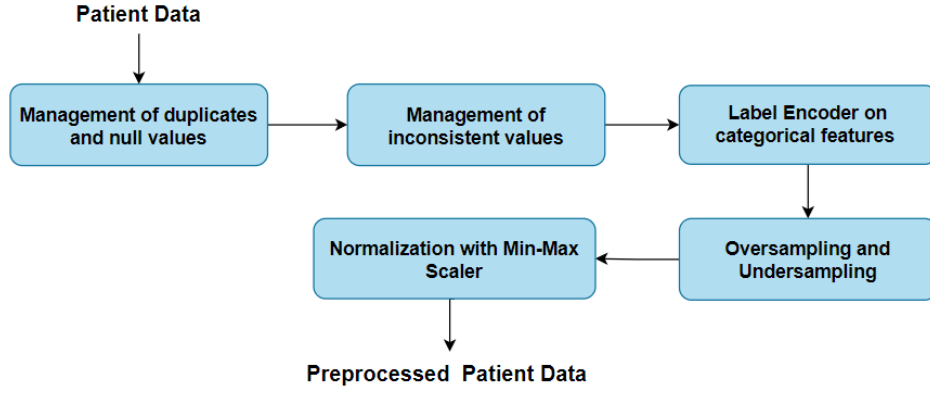 Patient Data
Management of duplicates
and null values
Management of
inconsistent values
Label Encoder on
categorical features
Oversampling and
Undersampling
Normalization with Min-Max
Scaler
Preprocessed Patient Data